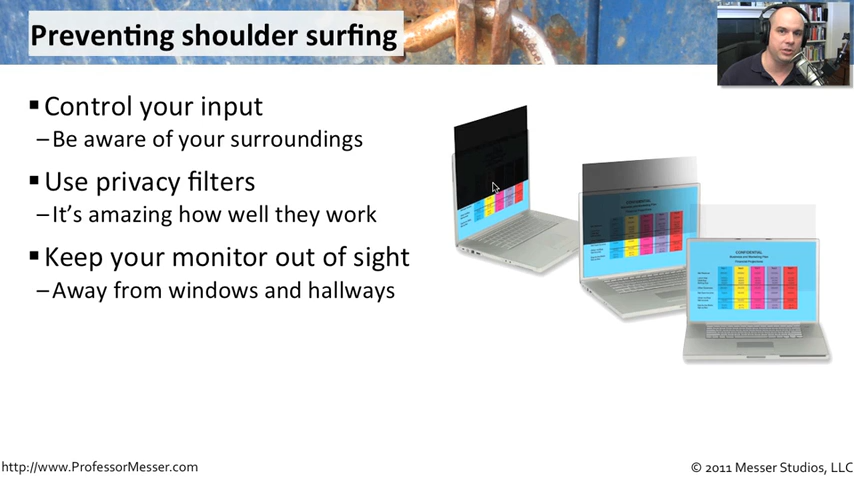 Preventing shoulder surfing
▪ Control your input
– Be aware of your surroundings
▪ Use privacy filters
– It's amazing how well they work
▪ Keep your monitor out of sight
– Away from windows and hallways
CONFIDENTIAL
http://www.ProfessorMesser.com
© 2011 Messer Studios, LLC